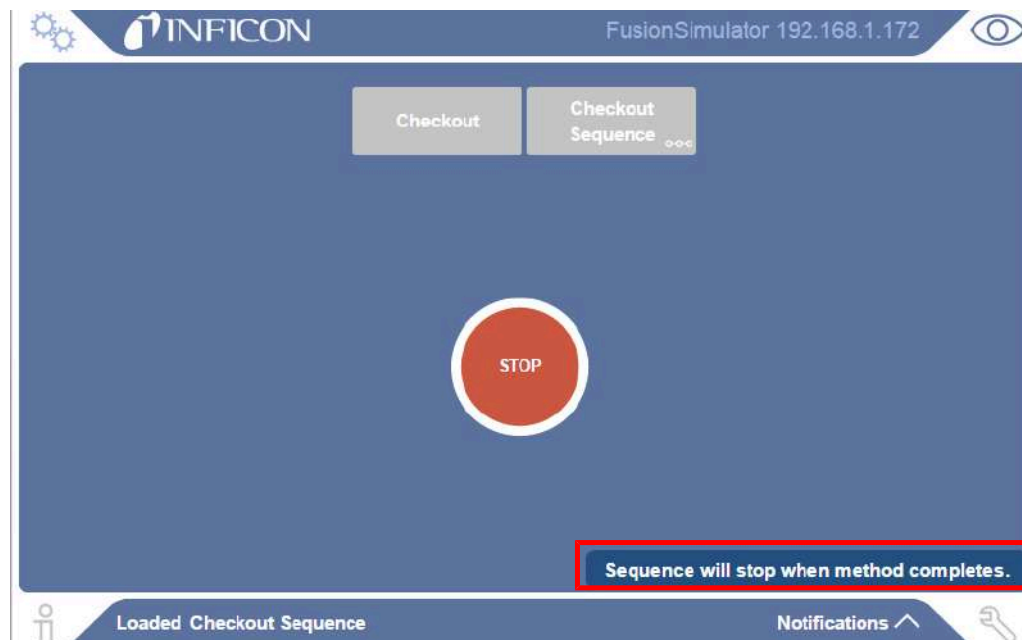 INFICON
FusionSimulator 192.168.1.172
Checkout
Checkout
Sequence
STOP
Sequence will stop when method completes.
Loaded Checkout Sequence
Notifications